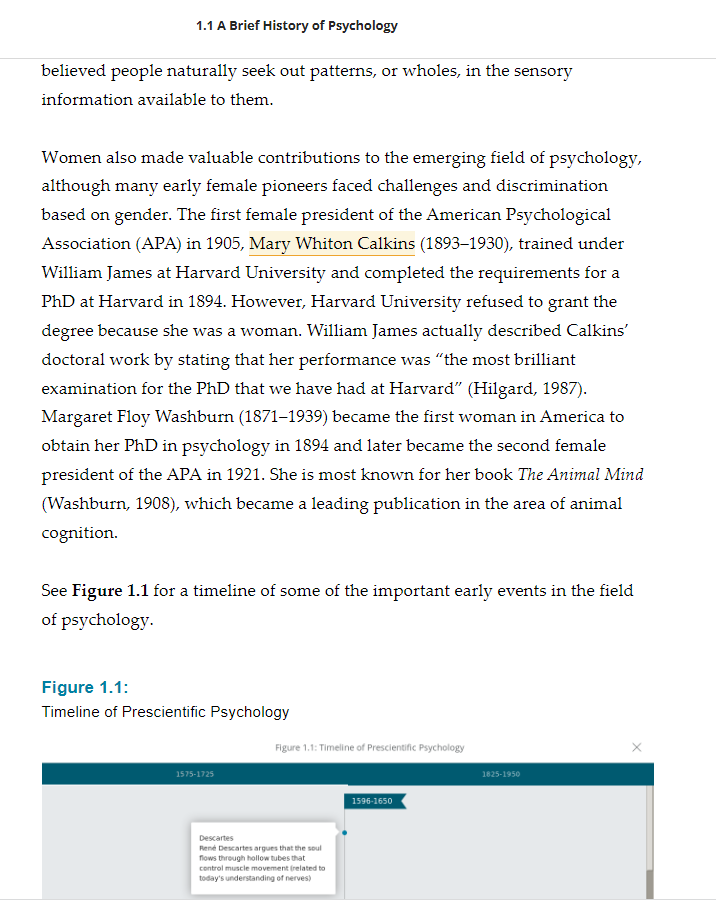 1.1 A Brief History of Psychology
believed people naturally seek out patterns, or wholes, in the sensory
information available to them.
Women also made valuable contributions to the emerging field of psychology,
although many early female pioneers faced challenges and discrimination
based on gender. The first female president of the American Psychological
Association (APA) in 1905, Mary Whiton Calkins (1893–1930), trained under
William James at Harvard University and completed the requirements for a
PhD at Harvard in 1894. However, Harvard University refused to grant the
degree because she was a woman. William James actually described Calkins’
doctoral work by stating that her performance was “the most brilliant
examination for the PhD that we have had at Harvard” (Hilgard, 1987).
Margaret Floy Washburn (1871–1939) became the first woman in America to
obtain her PhD in psychology in 1894 and later became the second female
president of the APA in 1921. She is most known for her book The Animal Mind
(Washburn, 1908), which became a leading publication in the area of animal
cognition.
See Figure 1.1 for a timeline of some of the important early events in the field
of psychology.
Figure 1.1:
Timeline of Prescientific Psychology
Figure 1.1: Timeline of Prescientific Psychology
1575-1725
1825-1950
1596-1650
Descartes
René Descartes argues that the soul
flows through hollow tubes that
control muscle movement (related to
today's understanding of nerves)